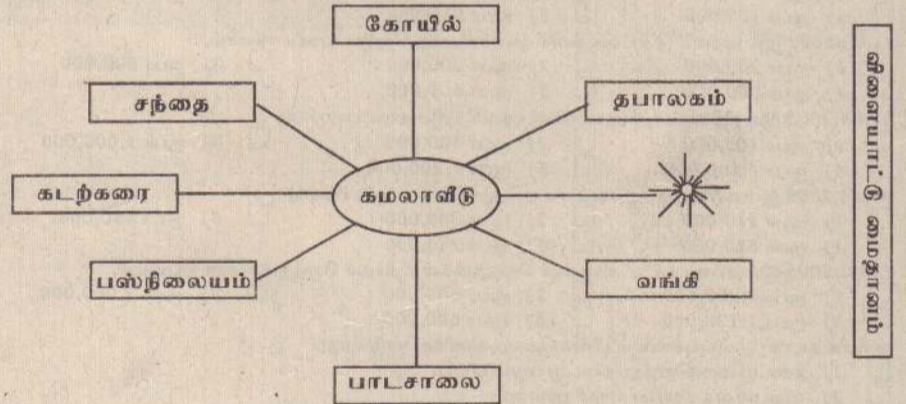 கோயில்
சந்தை
தபாலகம்
கடற்கரை
கமலாவீடு
பஸ்நிலையம்
வங்கி
பாடசாலை
விளையாட்டு மைதானம்